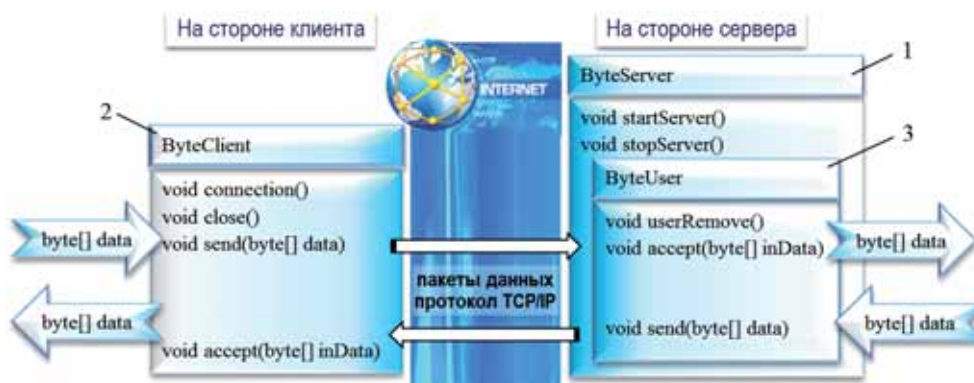 На стороне клиента
На стороне сервера
INTERNET
1
ByteServer
void startServer()
void stopServer()
2
ByteClient
3
ByteUser
void connection()
void close()
void send(byte[] data)
void userRemove()
void accept(byte[] inData)
byte[] data
byte[] data
пакеты данных
протокол TCP/IP
byte[] data
void accept(byte[] inData)
void send(byte[] data)
byte[] data